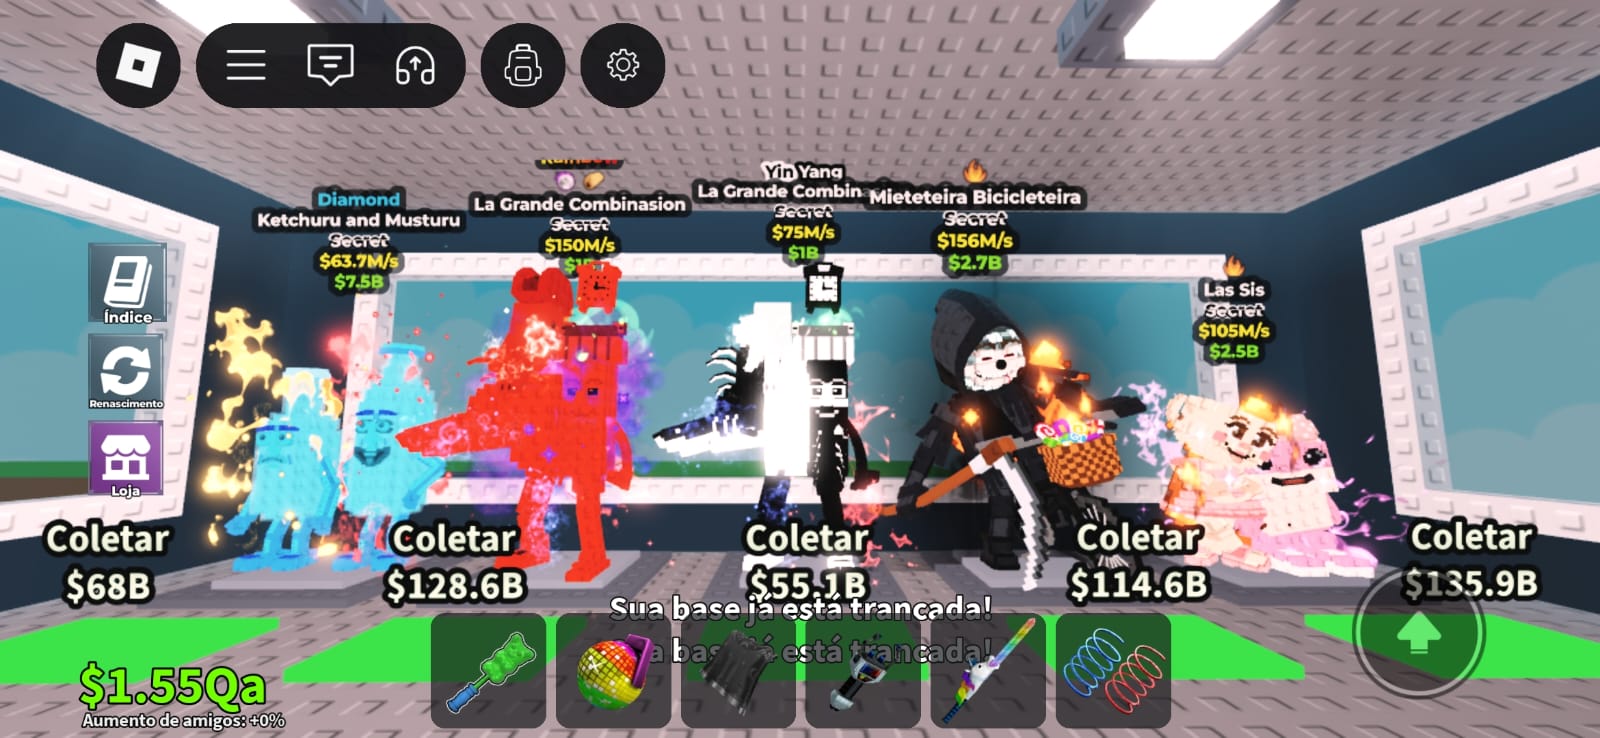 Diamond
Ketchuru and Musturu
Secret
$63.7M/s
$7.5B
Rainbow
La Grande Combinasion
Secret
$150M/s
Yin Yang
La Grande Combin
Secret
$75M/s
$1B
Mieteteira Bicicleteira
Secret
$156M/s
$2.7B
Las Sis
Secret
$105M/s
$2.5B
Índice
Renascimento
Loja
Coletar
$68B
Coletar
$128.6B
Coletar
$55.1B
Coletar
$114.6B
Coletar
$135.9B
Sua base já está trancada!
está trancada!
$1.55Qa
Aumento de amigos: +0%